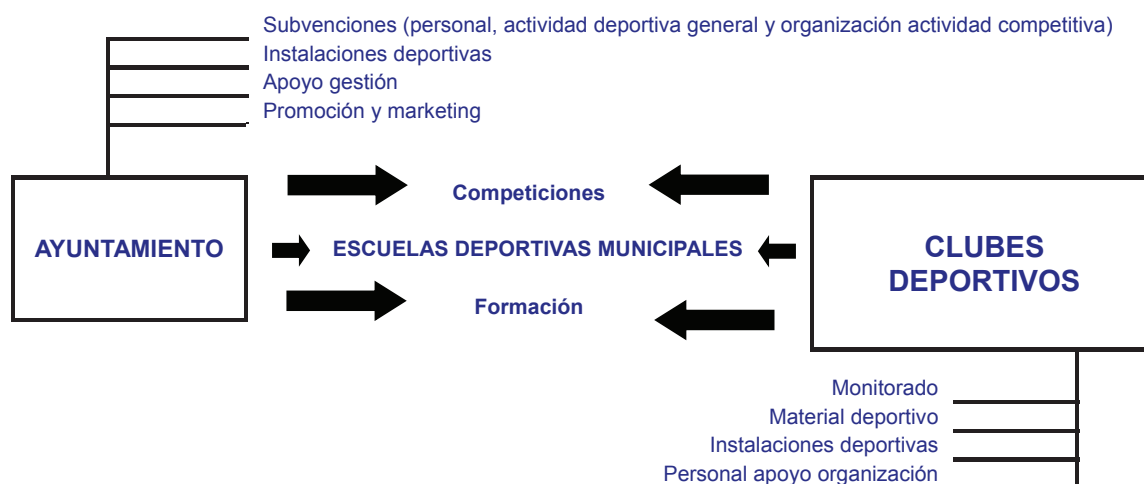 Subvenciones (personal, actividad deportiva general y organización actividad competitiva)
Instalaciones deportivas
Apoyo gestión
Promoción y marketing
Competiciones
AYUNTAMIENTO
ESCUELAS DEPORTIVAS MUNICIPALES
CLUBES
DEPORTIVOS
Formación
Monitorado
Material deportivo
Instalaciones deportivas
Personal apoyo organización